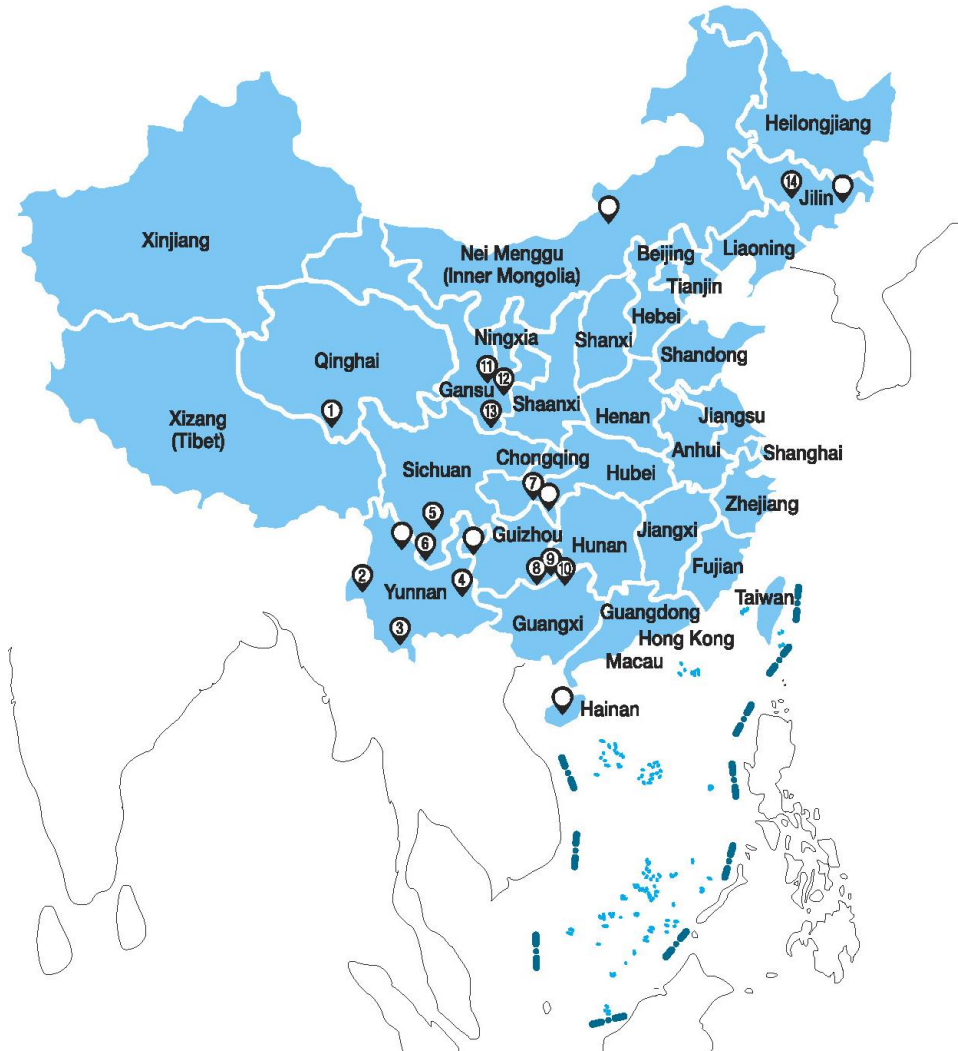 Heilongjiang
14
Jilin
Xinjiang
Nei Menggu
(Inner Mongolia)
Beijing
Liaoning
Tianjin
Hebei
Ningxia
Shanxi
Shandong
Qinghai
11
12
Gansu
Shaanxi
1
13
Henan
Jiangsu
Xizang
(Tibet)
Anhui
Shanghai
Chongqing
Sichuan
Hubei
7
Zhejiang
5
Guizhou
Jiangxi
6
Hunan
9
Fujian
2
4
8
10
Yunnan
Taiwan
Guangdong
3
Guangxi
Hong Kong
Macau
Hainan